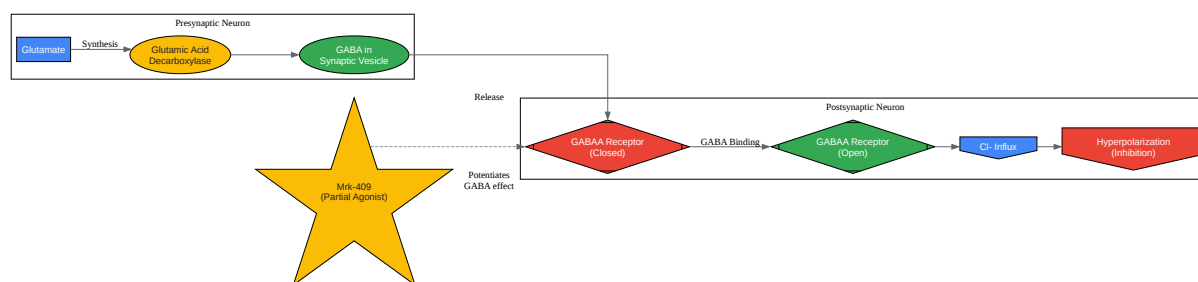 Presynaptic Neuron
Glutamate
Synthesis
Glutamic Acid
Decarboxylase
GABA in
Synaptic Vesicle
Release
Postsynaptic Neuron
GABAA Receptor
(Closed)
GABA Binding
GABAA Receptor
(Open)
Cl- Influx
Hyperpolarization
(Inhibition)
Potentiates
GABA effect
Mrk-409
(Partial Agonist)